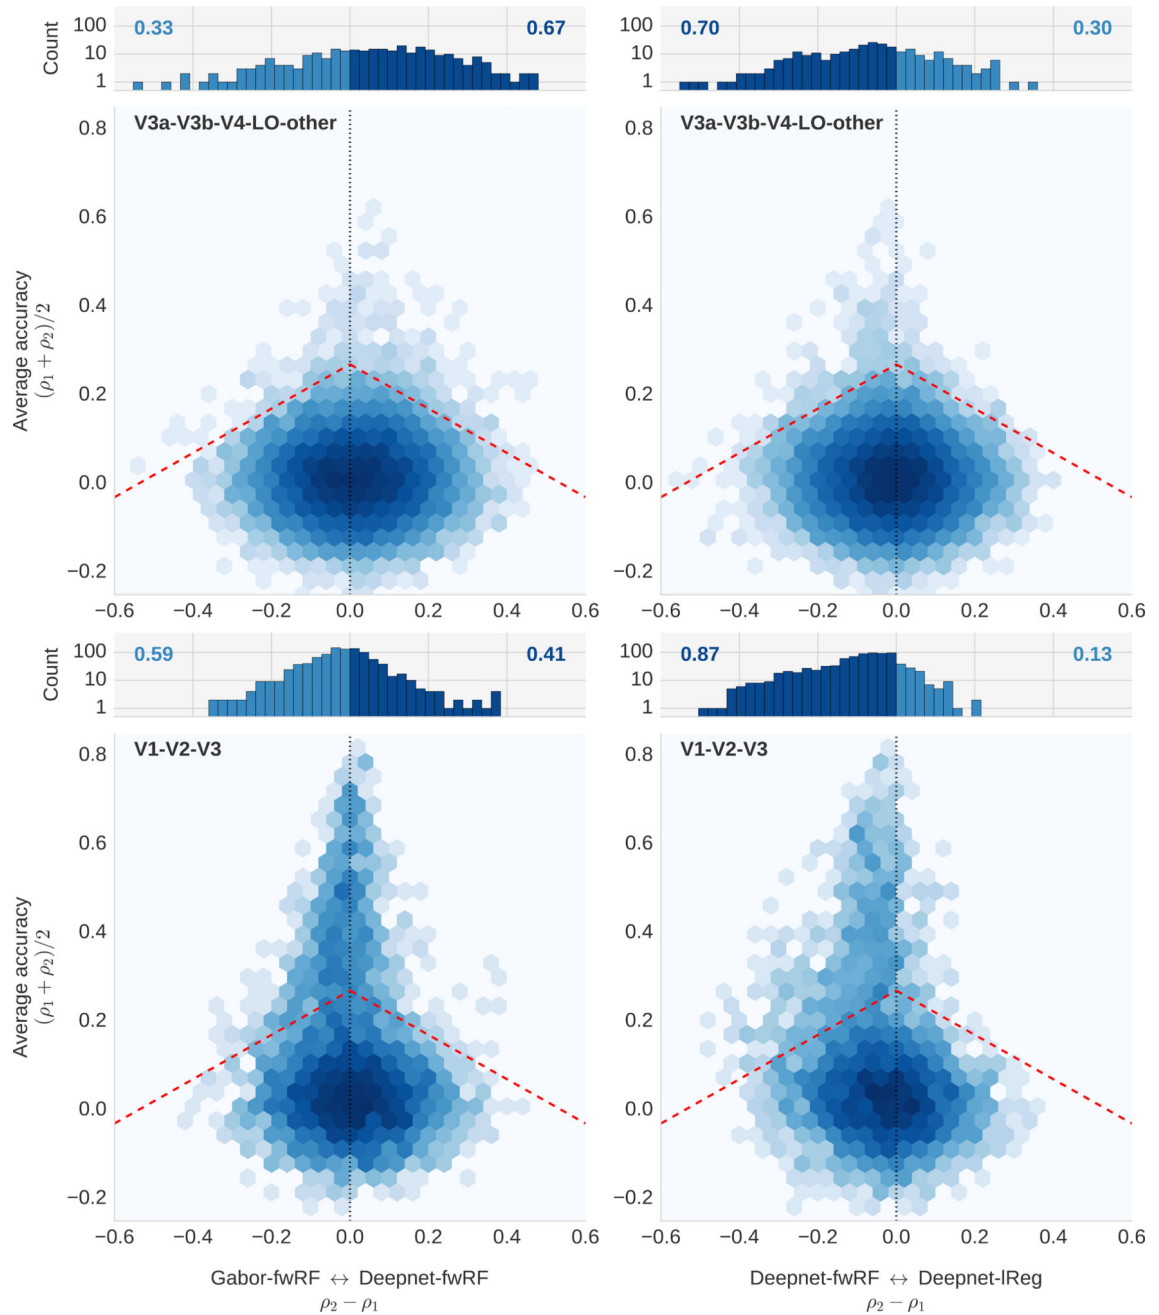 0.33 0.67 0.70 0.30
Count
100
10
1
100
10
1
V3a-V3b-V4-LO-other V3a-V3b-V4-LO-other
Average accuracy
(ρ₁ + ρ₂)/2
0.8
0.6
0.4
0.2
0.0
−0.2
0.8
0.6
0.4
0.2
0.0
−0.2
−0.6 −0.4 −0.2 0.0 0.2 0.4 0.6 −0.6 −0.4 −0.2 0.0 0.2 0.4 0.6
0.59 0.41 0.87 0.13
Count
100
10
1
100
10
1
V1-V2-V3 V1-V2-V3
Average accuracy
(ρ₁ + ρ₂)/2
0.8
0.6
0.4
0.2
0.0
−0.2
0.8
0.6
0.4
0.2
0.0
−0.2
−0.6 −0.4 −0.2 0.0 0.2 0.4 0.6 −0.6 −0.4 −0.2 0.0 0.2 0.4 0.6
Gabor-fwRF ↔ Deepnet-fwRF Deepnet-fwRF ↔ Deepnet-lReg
ρ₂ − ρ₁ ρ₂ − ρ₁